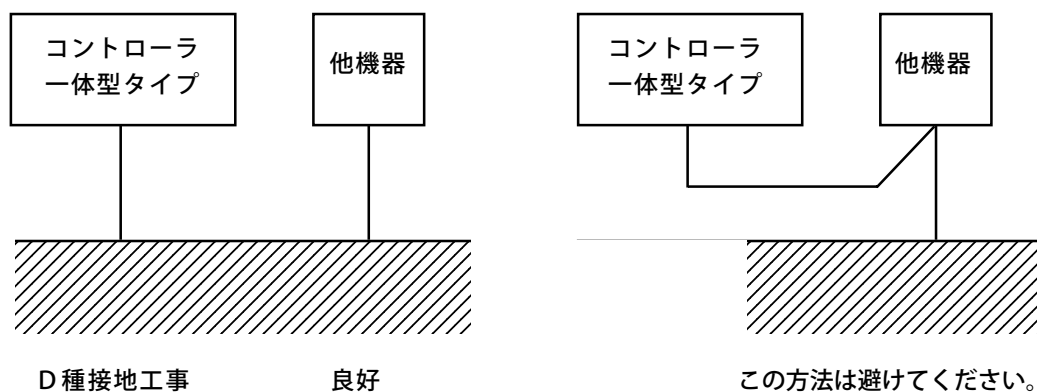 コントローラ
一体型タイプ
他機器
コントローラ
一体型タイプ
他機器
D種接地工事
良好
この方法は避けてください。